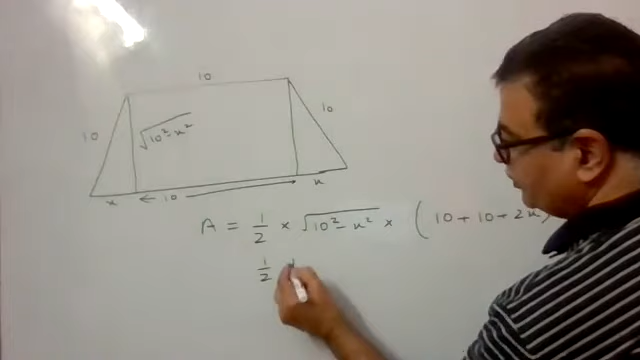 10
10
√10²-x²
10
x
← 10 →
x
A = 1/2 × √10²-x² × ( 10 + 10 + 2x )
1/2